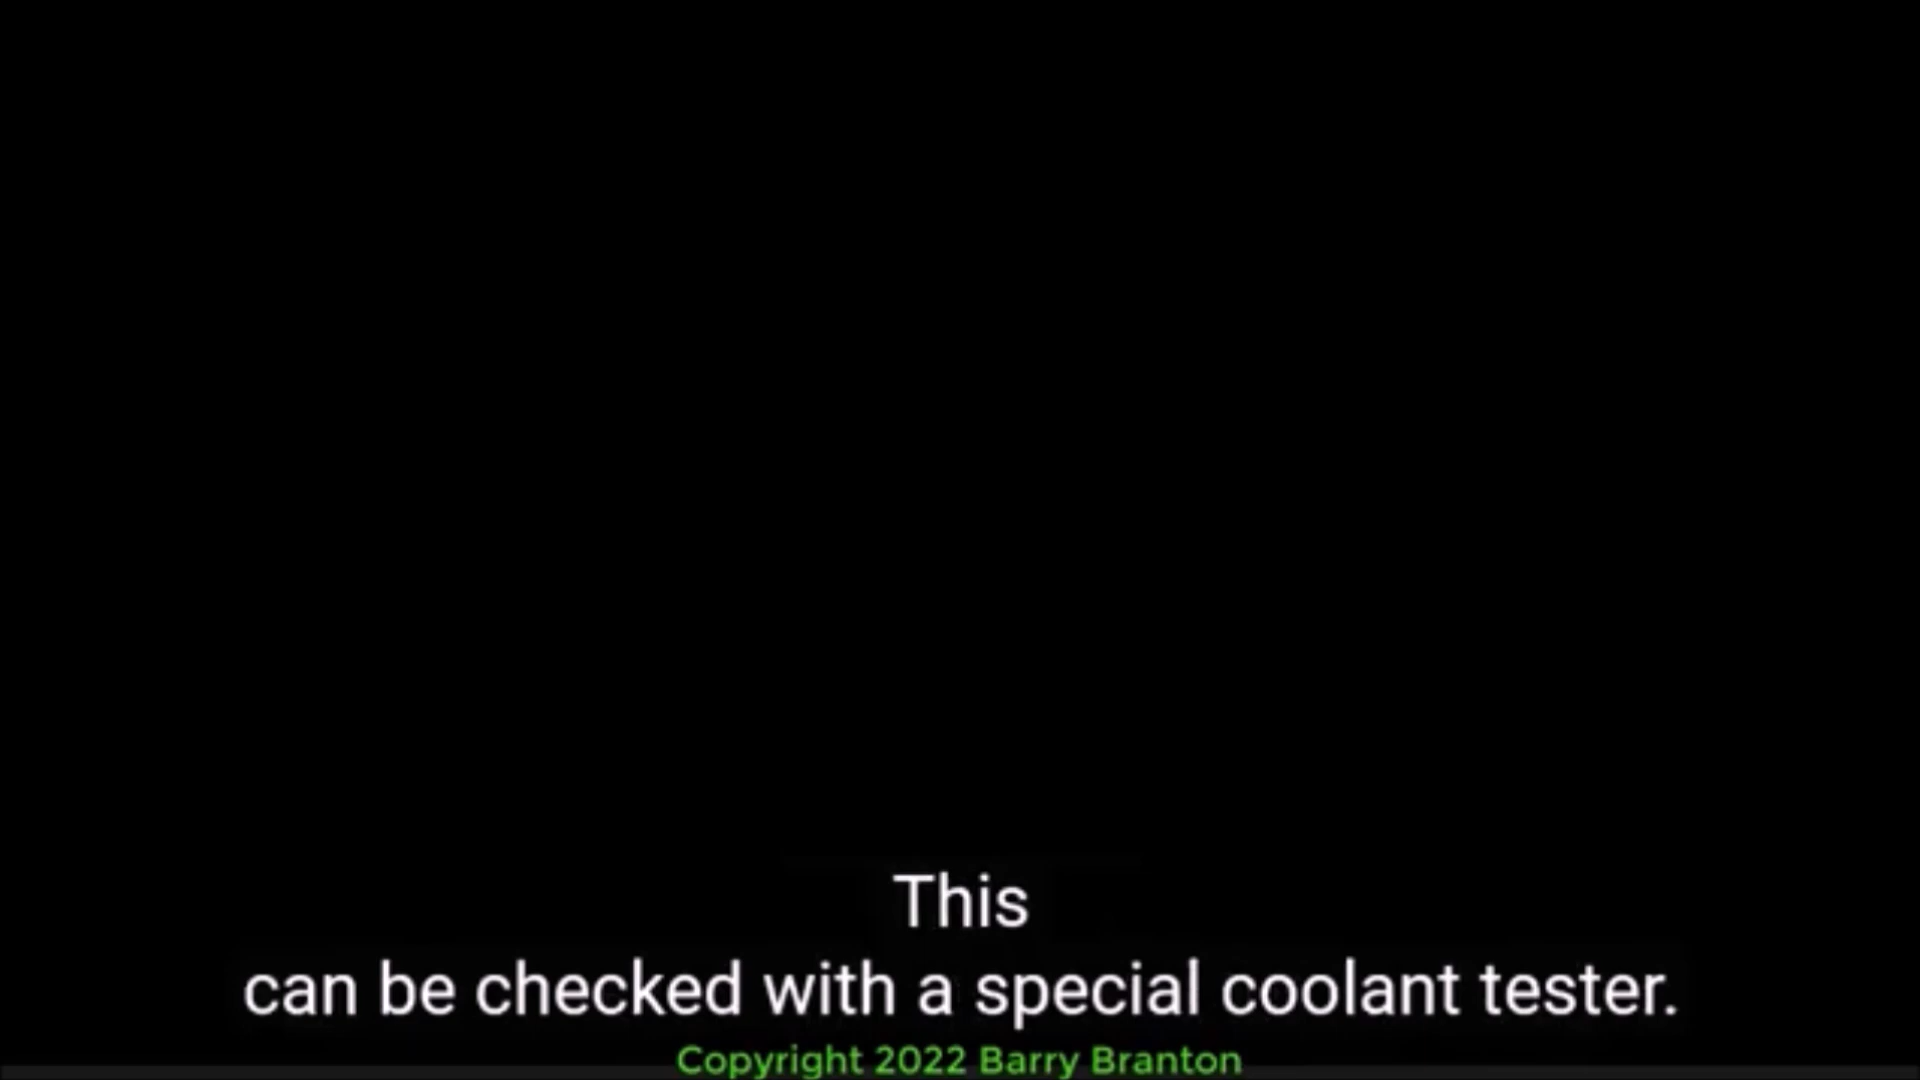 This
can be checked with a special coolant tester.
Copyright 2022 Barry Branton